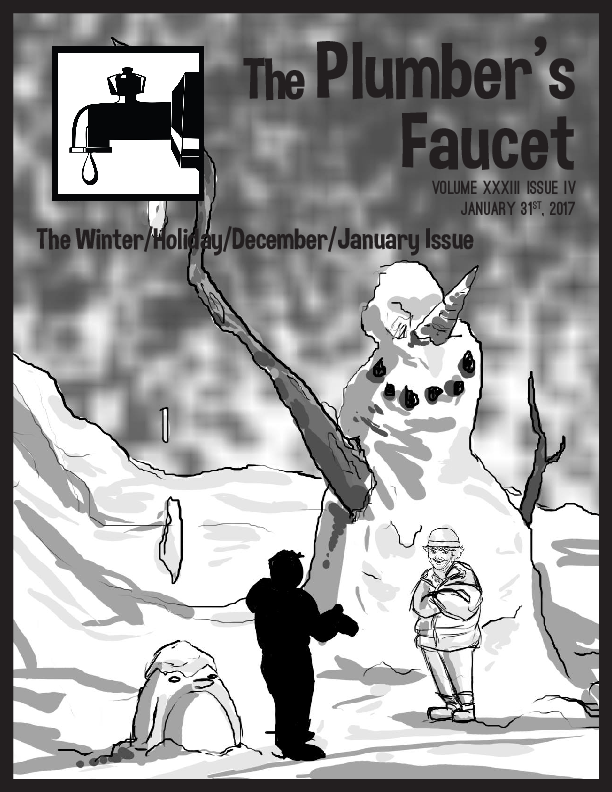 The Plumber's
Faucet
VOLUME XXXIII ISSUE IV
JANUARY 31ST, 2017
The Winter/Holiday/December/January Issue